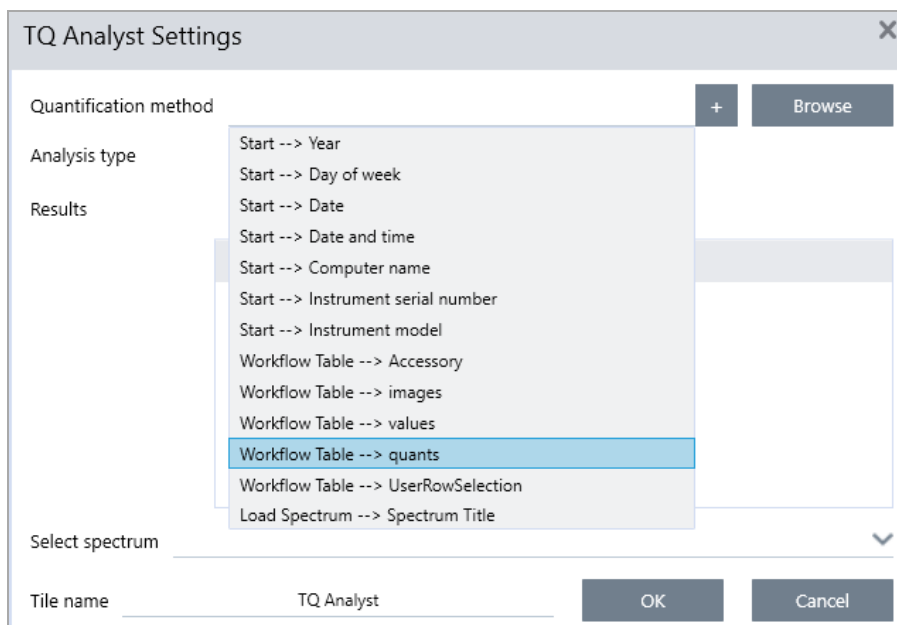 TQ Analyst Settings
Quantification method
+
Browse
Analysis type
Results
Start --> Year
Start --> Day of week
Start --> Date
Start --> Date and time
Start --> Computer name
Start --> Instrument serial number
Start --> Instrument model
Workflow Table --> Accessory
Workflow Table --> images
Workflow Table --> values
Workflow Table --> quants
Workflow Table --> UserRowSelection
Load Spectrum --> Spectrum Title
Select spectrum
Tile name
TQ Analyst
OK
Cancel